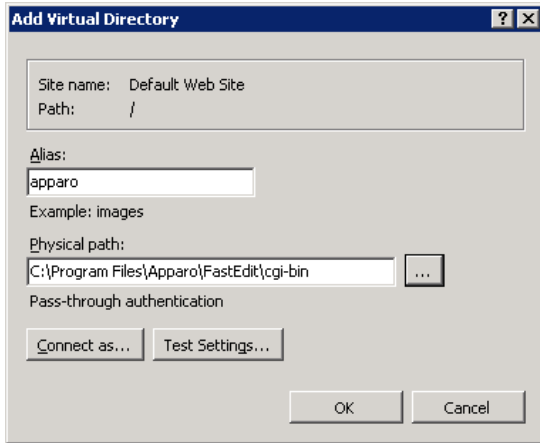 Add Virtual Directory
Site name: Default Web Site
Path: /
Alias:
apparo
Example: images
Physical path:
C:\Program Files\Apparo\FastEdit\cgi-bin
...
Pass-through authentication
Connect as... Test Settings...
OK Cancel